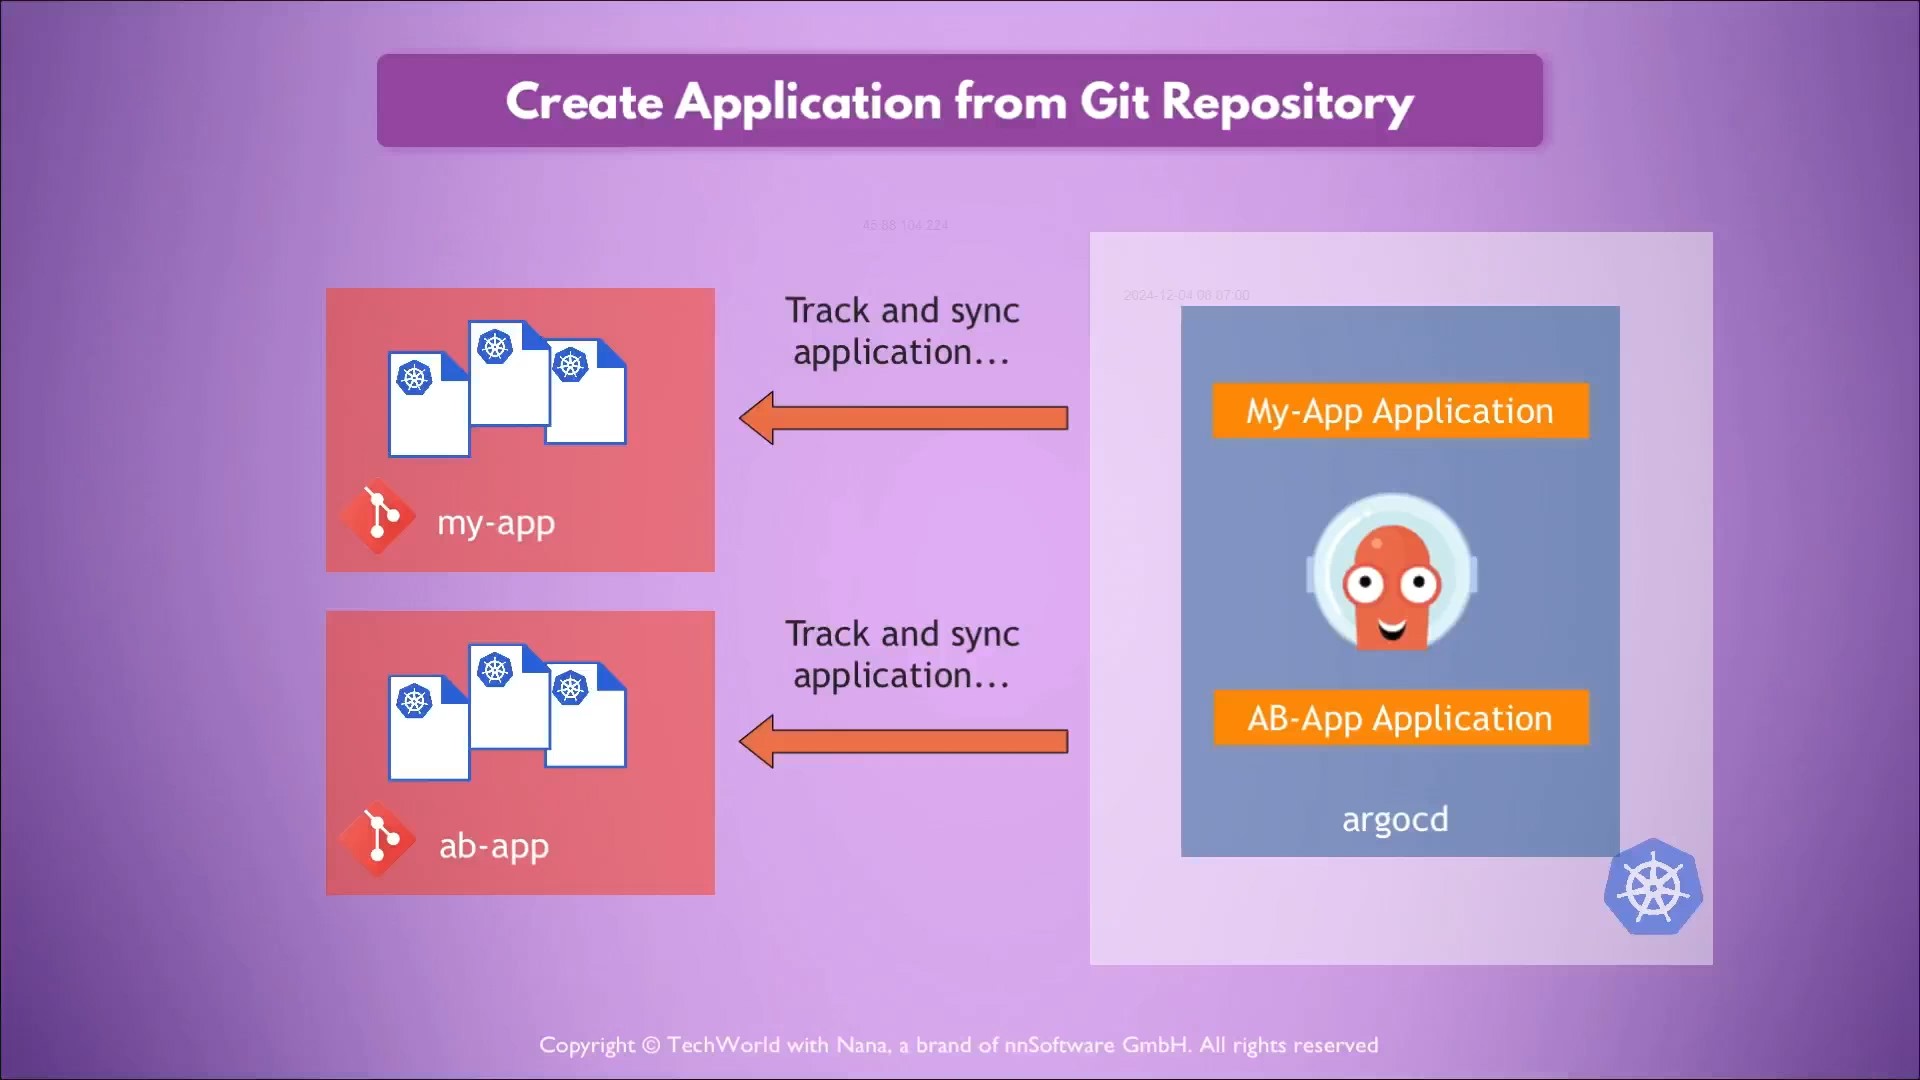 Create Application from Git Repository
45.88.104.224
2024-12-04 08:07:00
Track and sync
application...
My-App Application
my-app
Track and sync
application...
AB-App Application
argocd
ab-app
Copyright © TechWorld with Nana, a brand of nnSoftware GmbH. All rights reserved